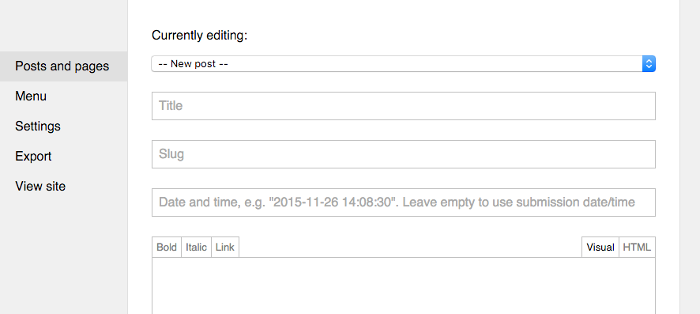 Currently editing:
-- New post --
Posts and pages
Menu
Settings
Export
View site
Title
Slug
Date and time, e.g. "2015-11-26 14:08:30". Leave empty to use submission date/time
Bold Italic Link Visual HTML